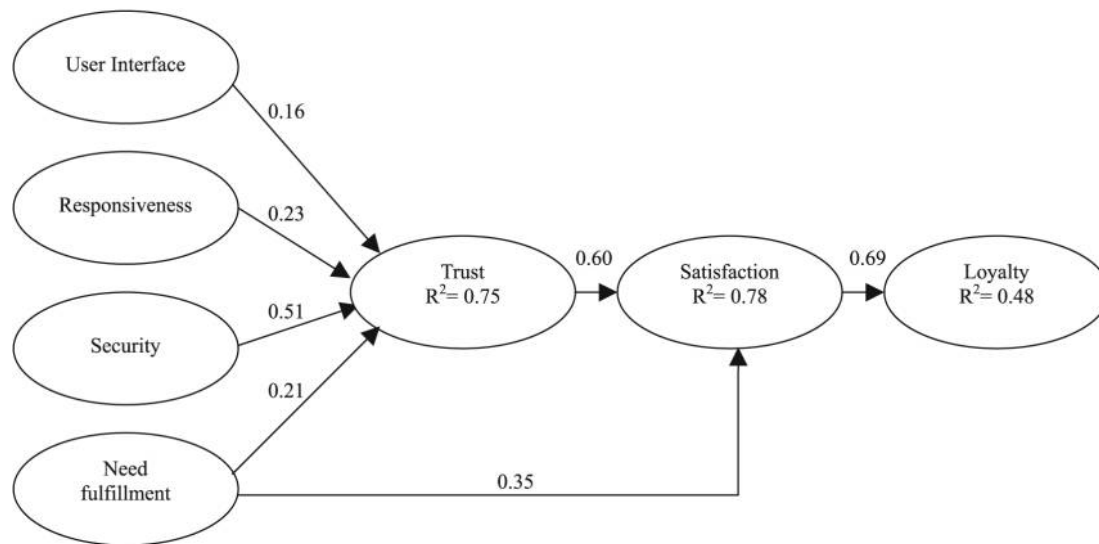 User Interface
0.16
Responsiveness
0.23
Trust
R²= 0.75
0.60
Satisfaction
R²= 0.78
0.69
Loyalty
R²= 0.48
0.51
Security
0.21
Need
fulfillment
0.35